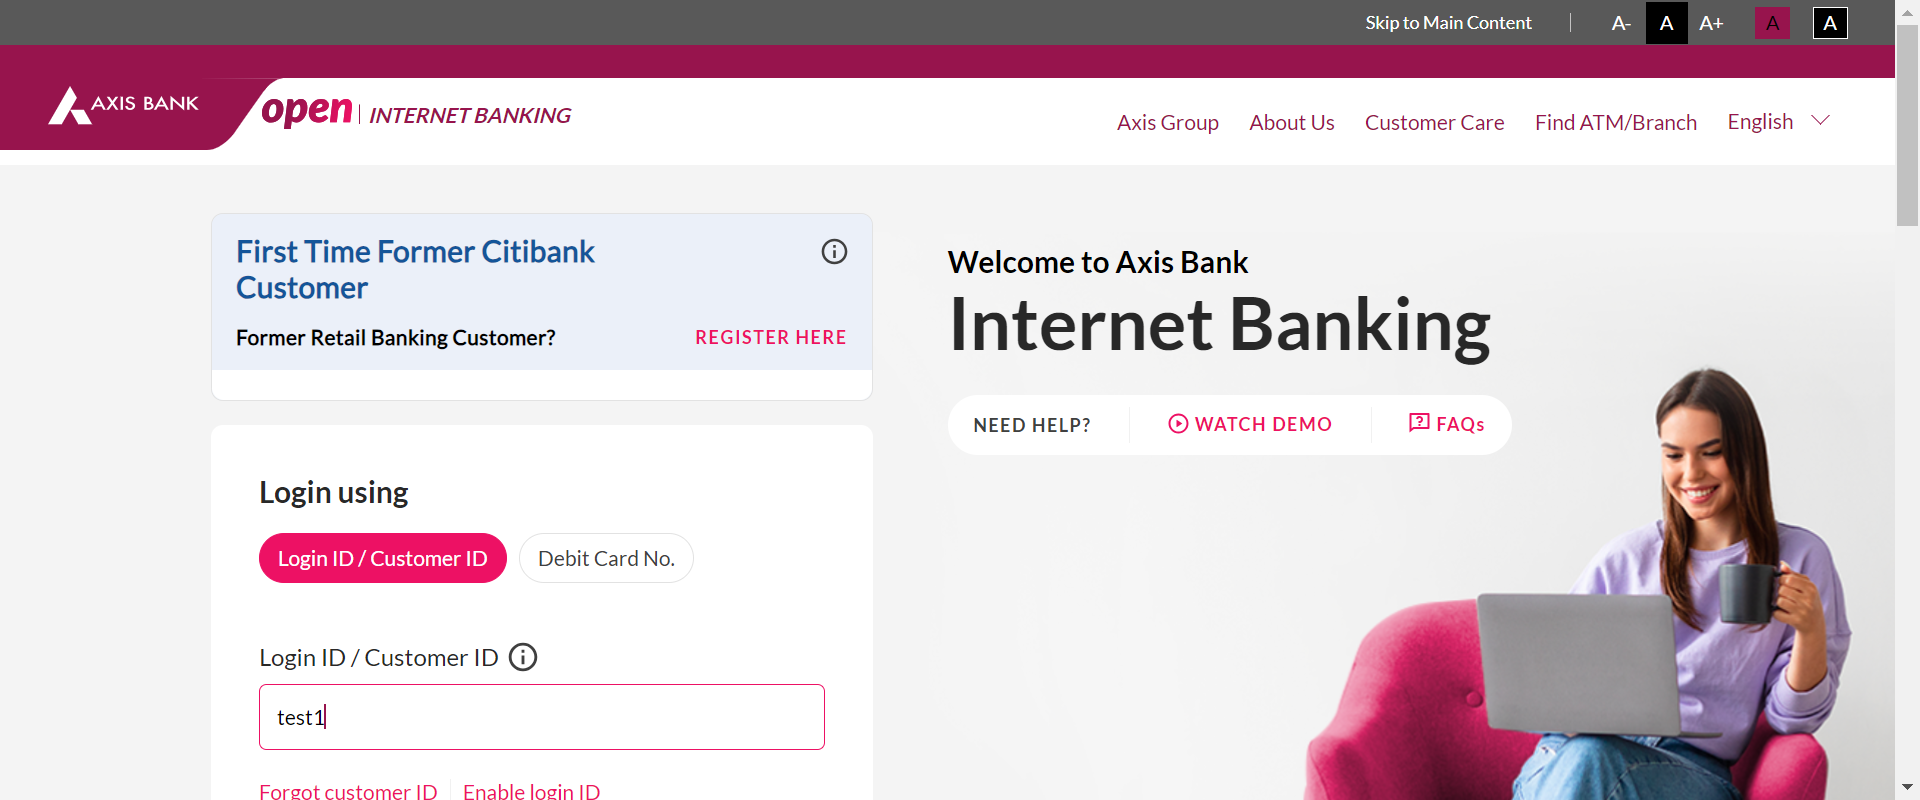 Skip to Main Content
A-
A
A+
A
A
AXIS BANK
open
INTERNET BANKING
Axis Group
About Us
Customer Care
Find ATM/Branch
English
First Time Former Citibank
Customer
Former Retail Banking Customer?
REGISTER HERE
Login using
Login ID / Customer ID
Debit Card No.
Login ID / Customer ID
test1
Forgot customer ID
Enable login ID
Welcome to Axis Bank
Internet Banking
NEED HELP?
WATCH DEMO
FAQs